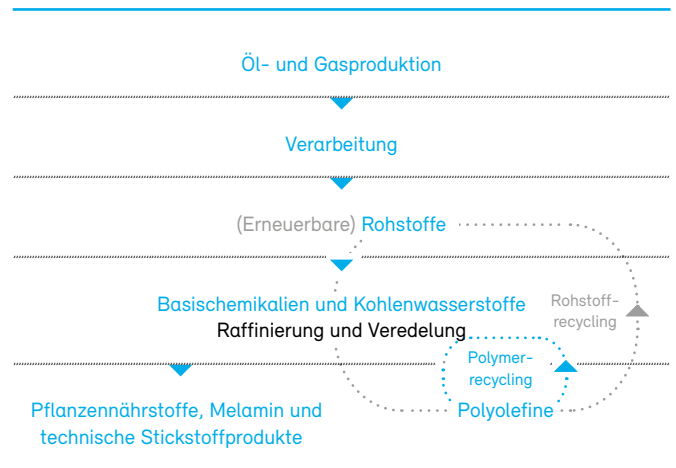 Öl- und Gasproduktion
Verarbeitung
(Erneuerbare) Rohstoffe
Basischemikalien und Kohlenwasserstoffe
Raffinierung und Veredelung
Rohstoff-
recycling
Polymer-
recycling
Pflanzennährstoffe, Melamin und
technische Stickstoffprodukte
Polyolefine